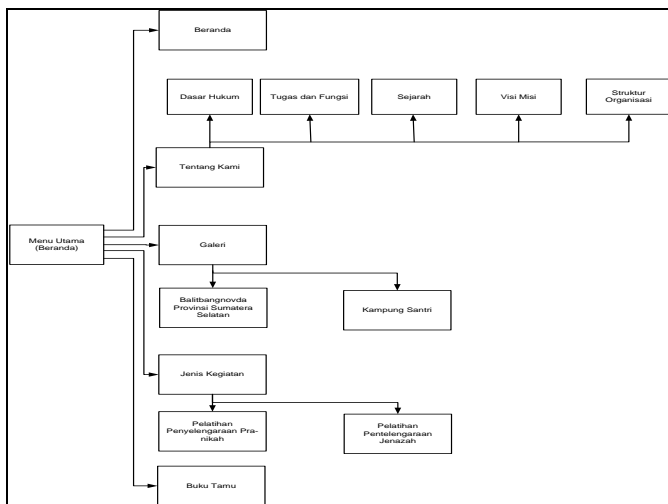 Beranda
Dasar Hukum
Tugas dan Fungsi
Sejarah
Visi Misi
Struktur
Organisasi
Tentang Kami
Menu Utama
(Beranda)
Galeri
Balitbangnovda
Provinsi Sumatera
Selatan
Kampung Santri
Jenis Kegiatan
Pelatihan
Penyelengaraan Pra-
nikah
Pelatihan
Pentelengaraan
Jenazah
Buku Tamu